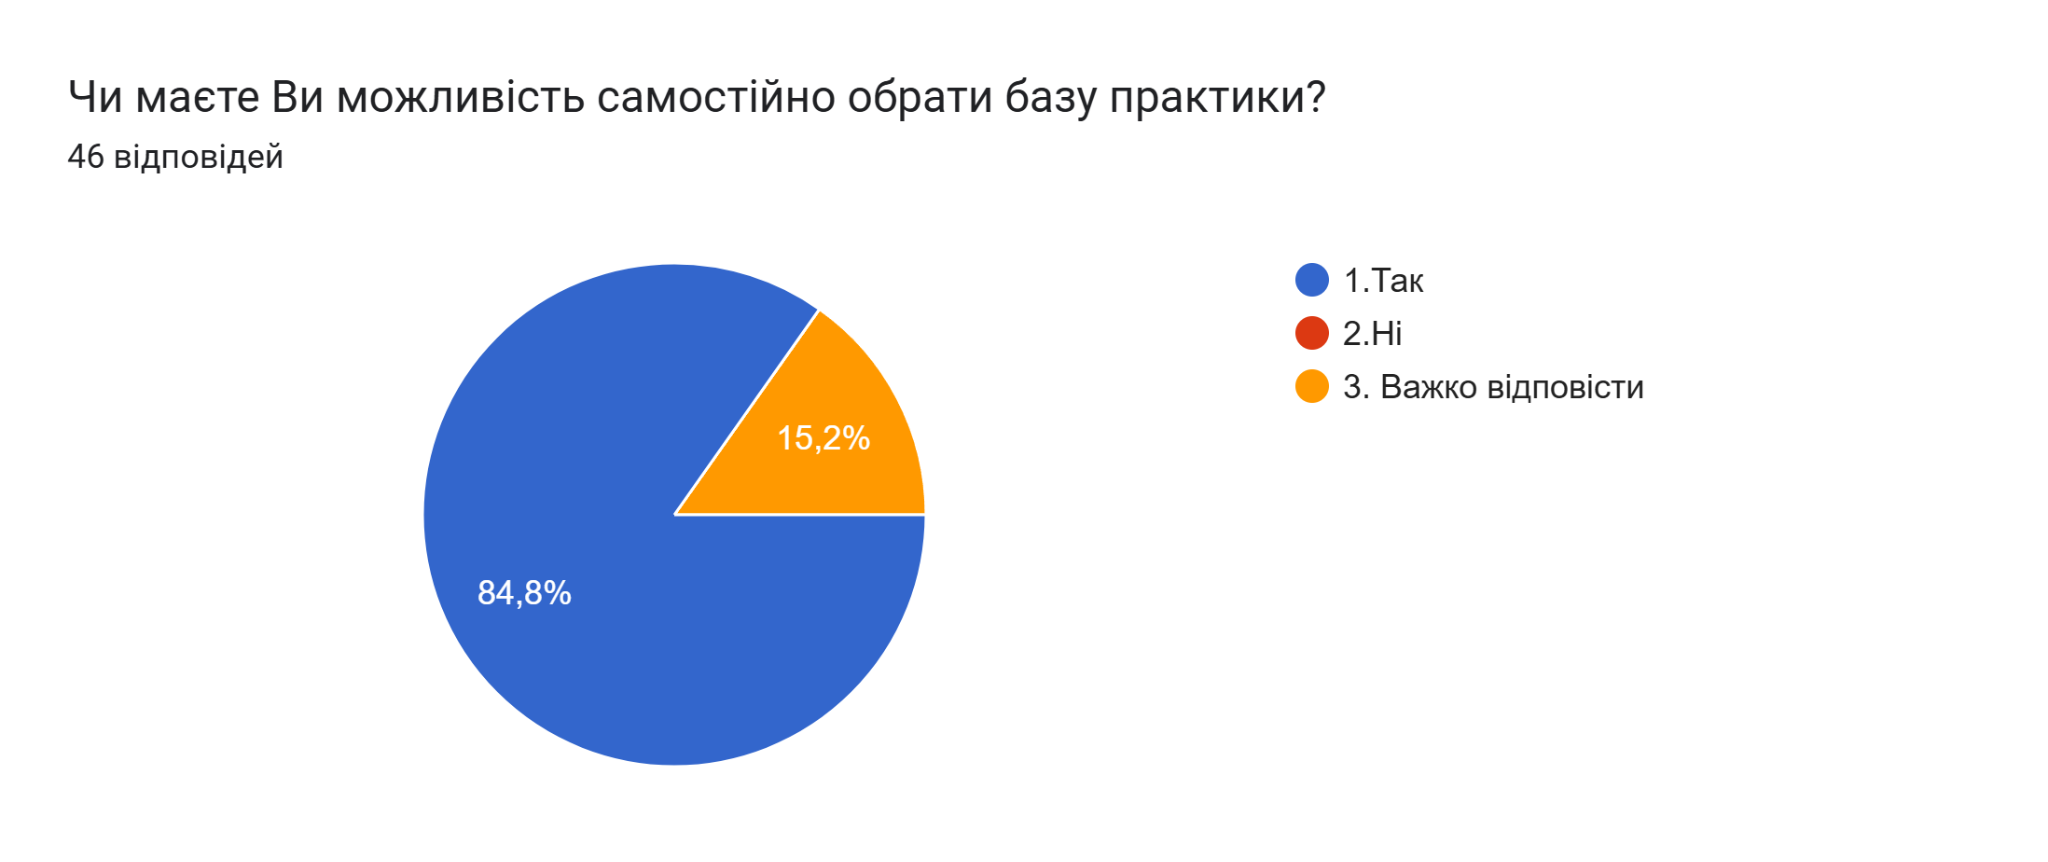 Чи маєте Ви можливість самостійно обрати базу практики?
46 відповідей
1.Так
2.Ні
3. Важко відповісти
15,2%
84,8%